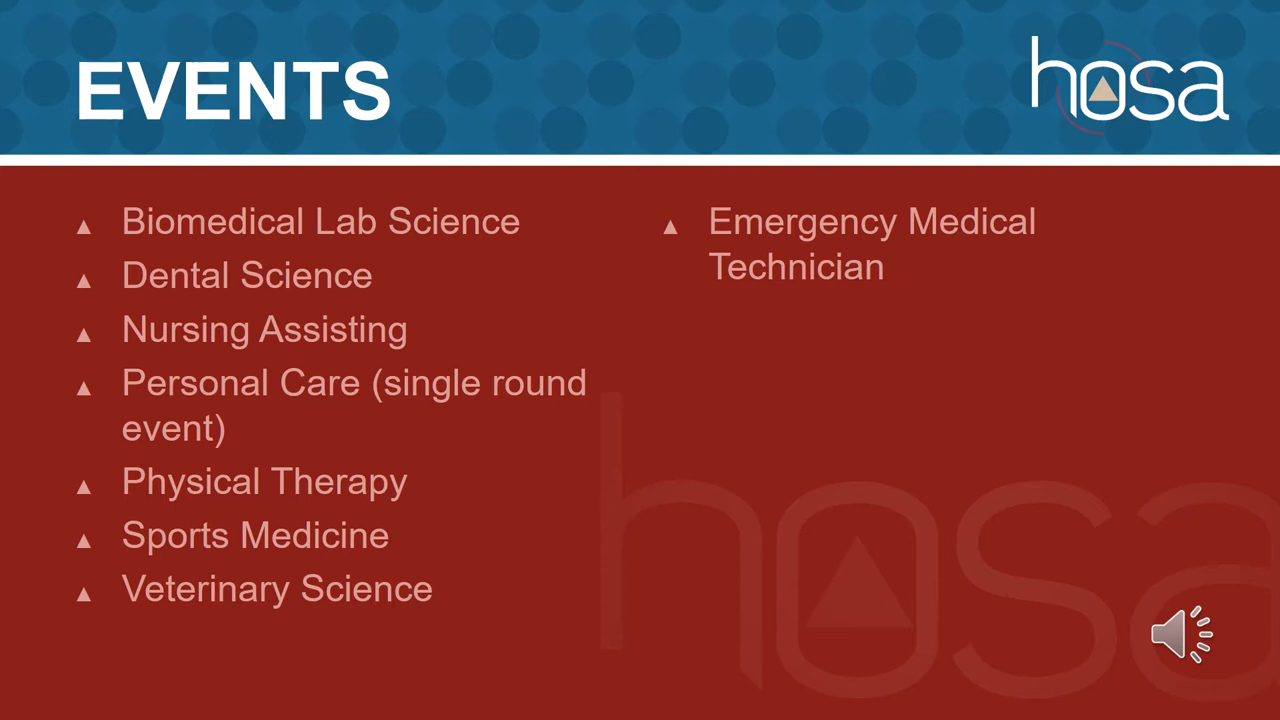 EVENTS
hosa
▲ Biomedical Lab Science
▲ Dental Science
▲ Nursing Assisting
▲ Personal Care (single round
event)
▲ Physical Therapy
▲ Sports Medicine
▲ Veterinary Science
▲ Emergency Medical
Technician
hosa